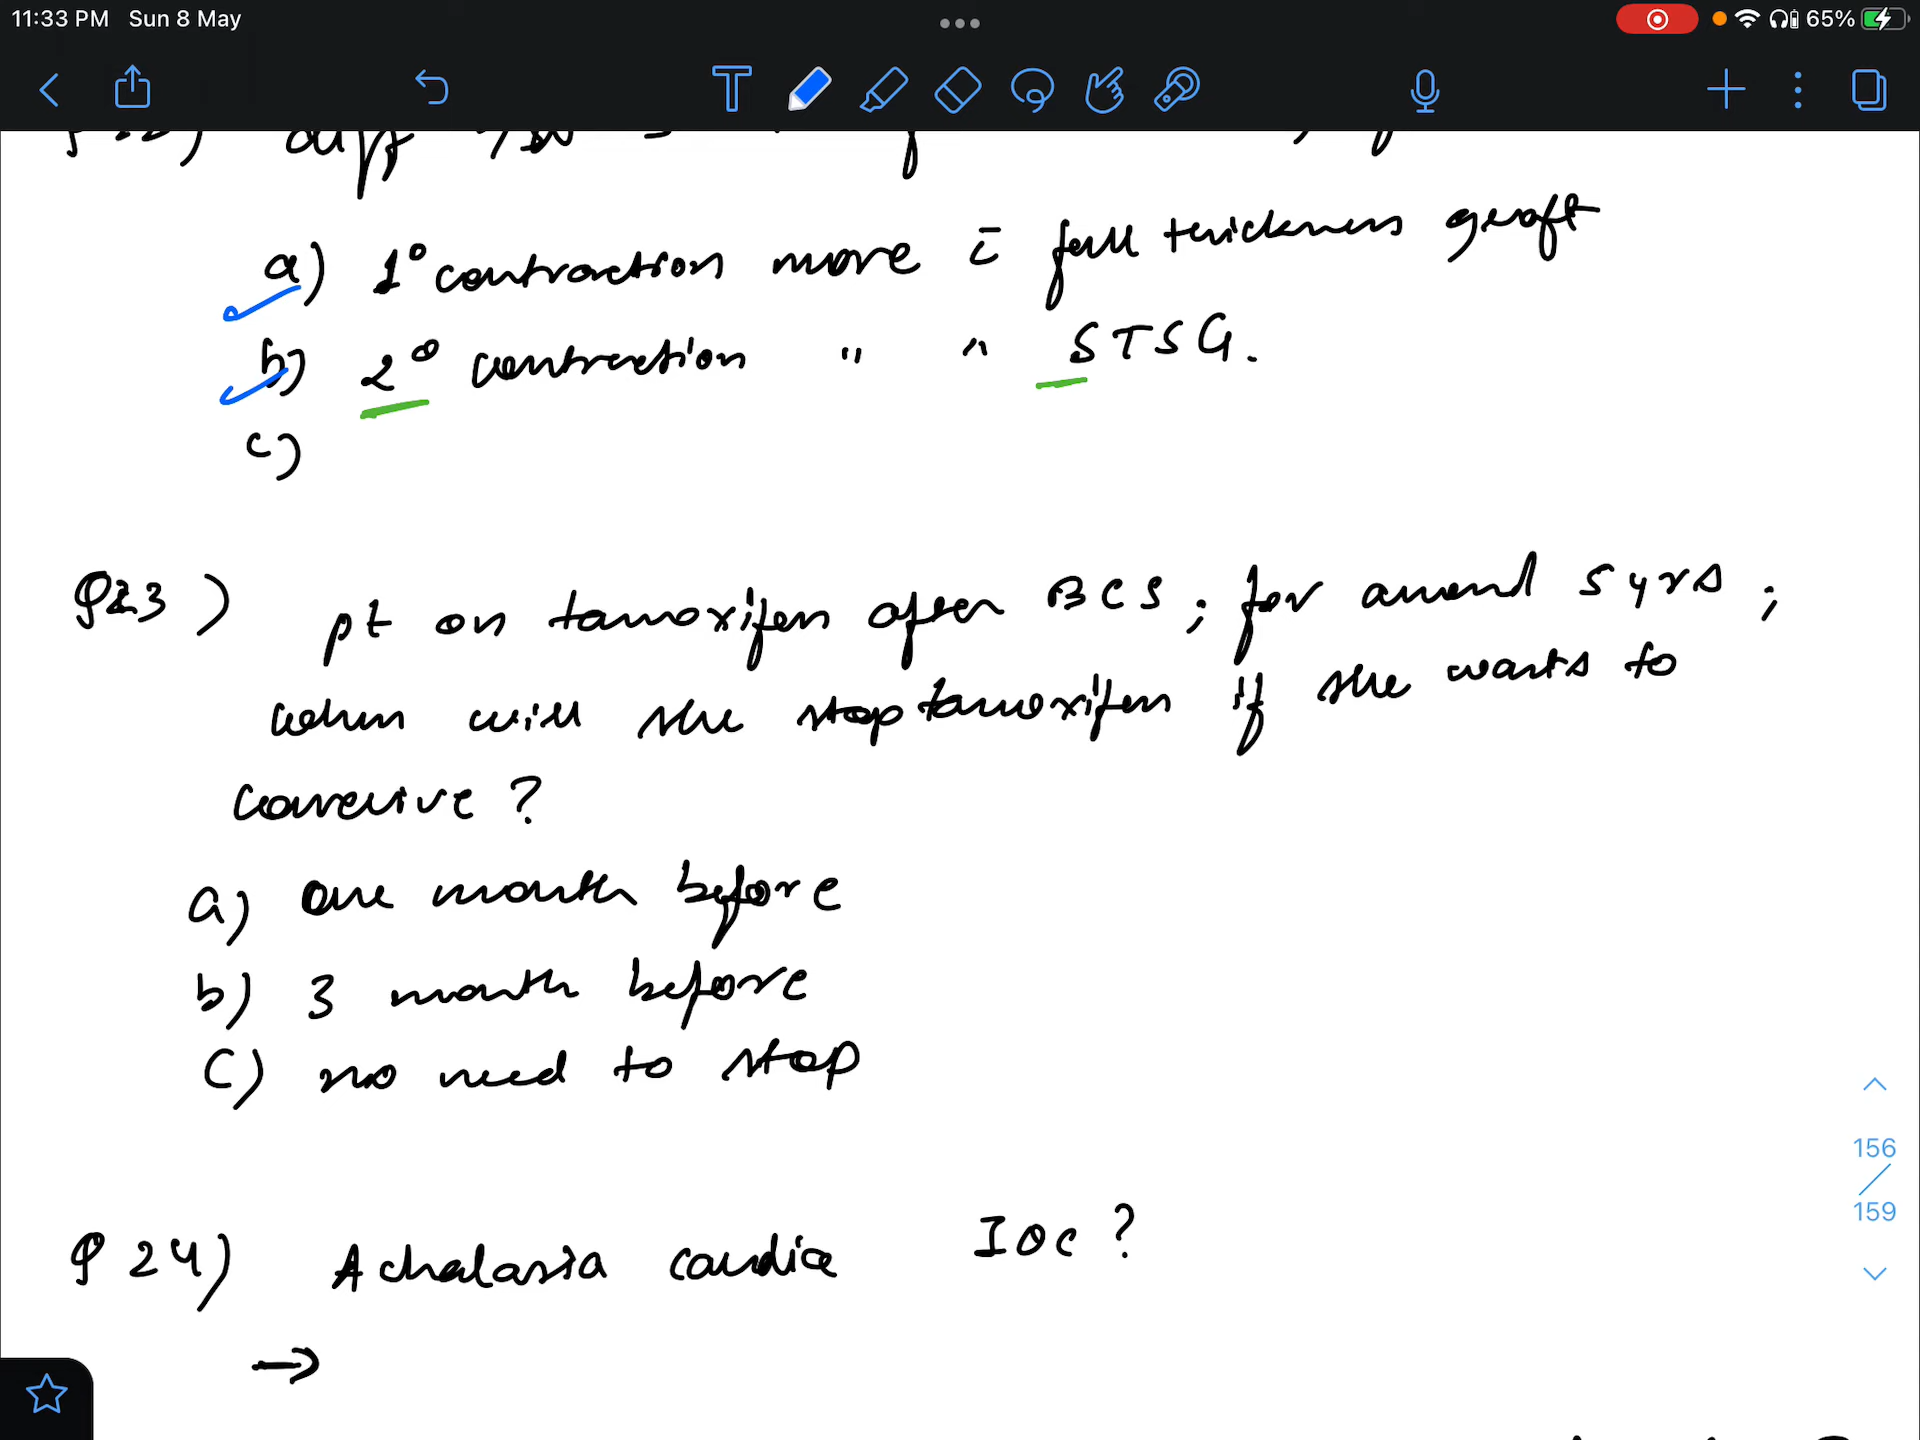 11:33 PM Sun 8 May
65%
diff
a) 1° contraction more c̄ full thickness graft
b) 2° contraction " " STSG.
c)
Q23) pt on tamoxifen after BCS; for around 5 yrs;
when will she stop tamoxifen if she wants to
conceive?
a) one month before
b) 3 month before
C) no need to stop
156
159
Q 24) Achalasia cardia IOC?
→